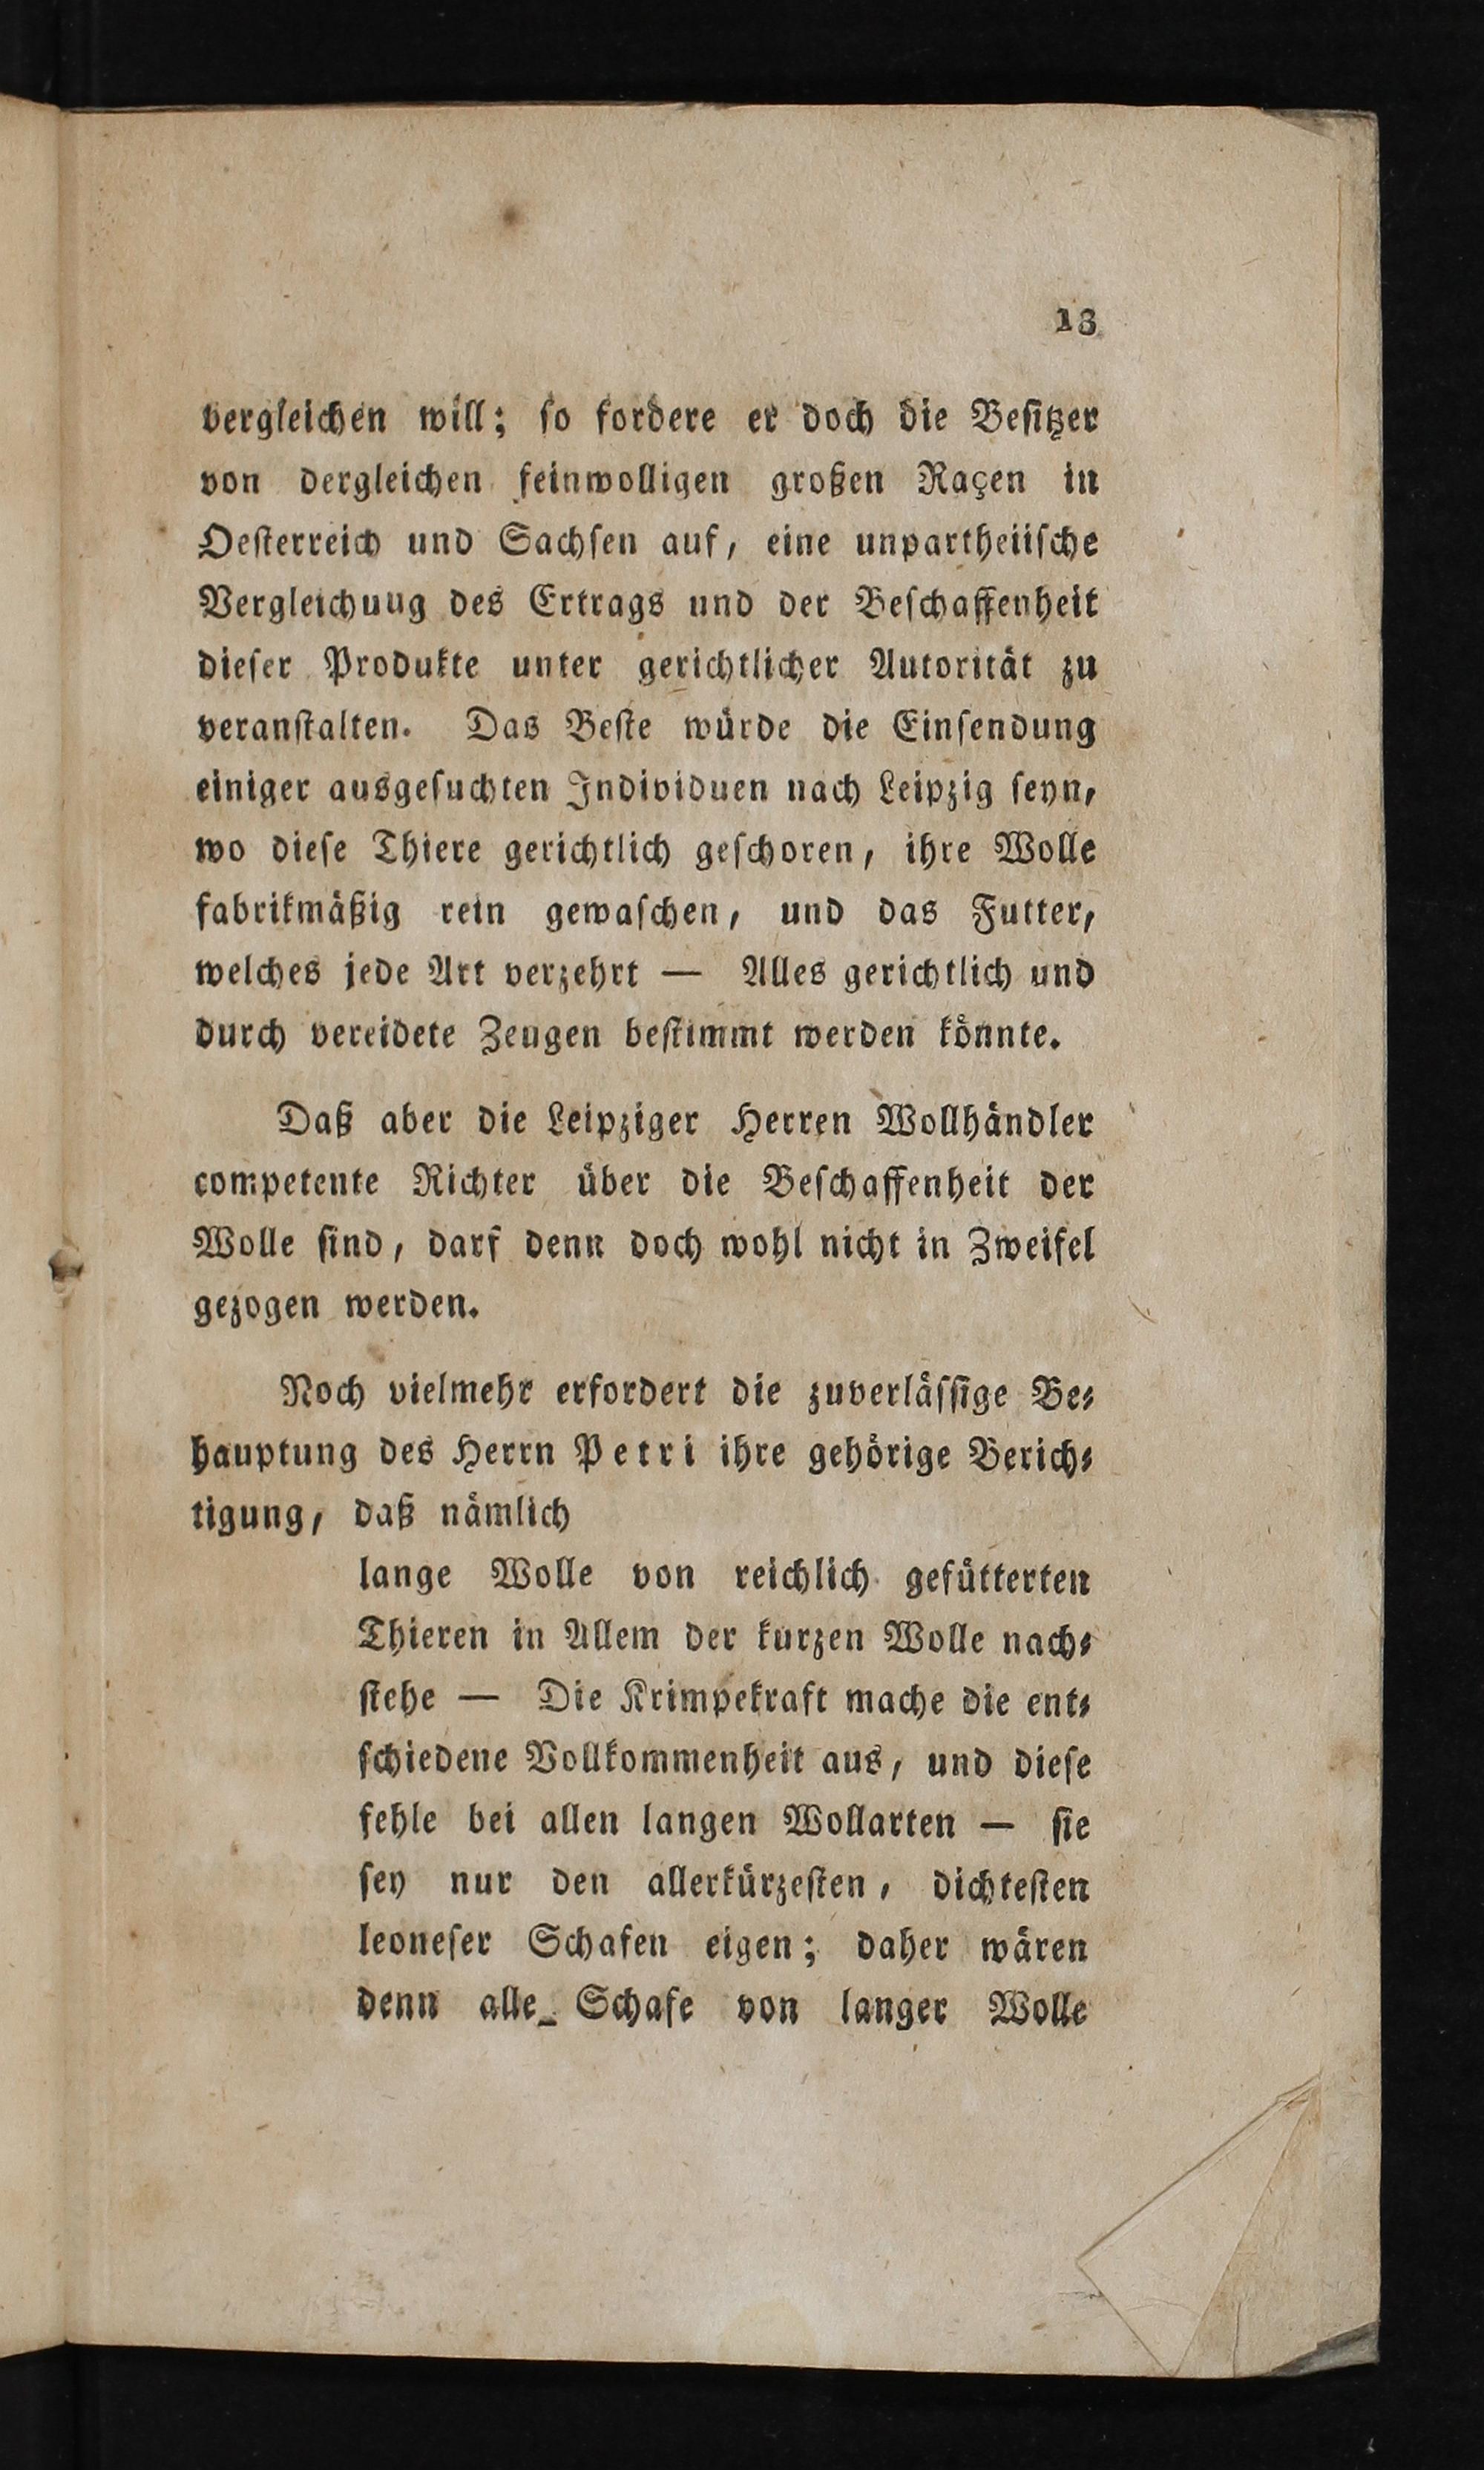 13
vergleichen will; ſo fordere er doch die Beſitzer
von dergleichen feinwolligen großen Raçen in
Oeſterreich und Sachſen auf, eine unpartheiiſche
Vergleichuug des Ertrags und der Beſchaffenheit
dieſer Produkte unter gerichtlicher Autorität zu
veranſtalten. Das Beſte würde die Einſendung
einiger ausgeſuchten Individuen nach Leipzig ſeyn,
wo dieſe Thiere gerichtlich geſchoren, ihre Wolle
fabrikmäßig rein gewaſchen, und das Futter,
welches jede Art verzehrt — Alles gerichtlich und
durch vereidete Zeugen beſtimmt werden könnte.
Daß aber die Leipziger Herren Wollhändler
competente Richter über die Beſchaffenheit der
Wolle ſind, darf denn doch wohl nicht in Zweifel
gezogen werden.
Noch vielmehr erfordert die zuverläſſige Be⸗
hauptung des Herrn Petri ihre gehörige Berich⸗
tigung, daß nämlich
lange Wolle von reichlich gefütterten
Thieren in Allem der kurzen Wolle nach⸗
ſtehe — Die Krimpekraft mache die ent⸗
ſchiedene Vollkommenheit aus, und dieſe
fehle bei allen langen Wollarten — ſie
ſey nur den allerkürzeſten, dichteſten
leoneſer Schafen eigen; daher wären
denn alle Schafe von langer Wolle